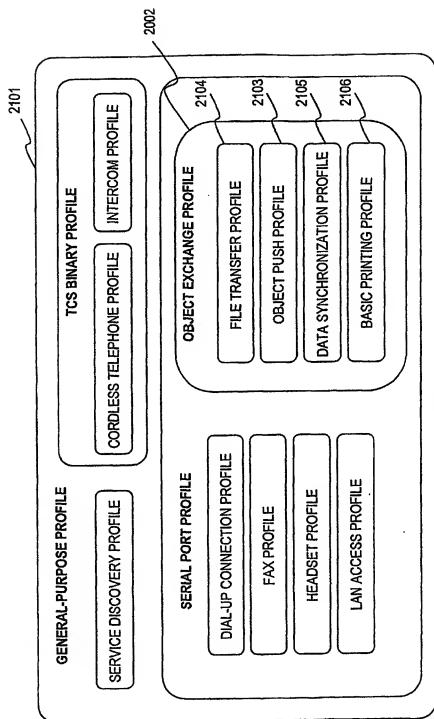 2101
GENERAL-PURPOSE PROFILE
SERVICE DISCOVERY PROFILE
TCS BINARY PROFILE
CORDLESS TELEPHONE PROFILE
INTERCOM PROFILE
2002
SERIAL PORT PROFILE
DIAL-UP CONNECTION PROFILE
FAX PROFILE
HEADSET PROFILE
LAN ACCESS PROFILE
OBJECT EXCHANGE PROFILE
FILE TRANSFER PROFILE
2104
OBJECT PUSH PROFILE
2103
DATA SYNCHRONIZATION PROFILE
2105
BASIC PRINTING PROFILE
2106